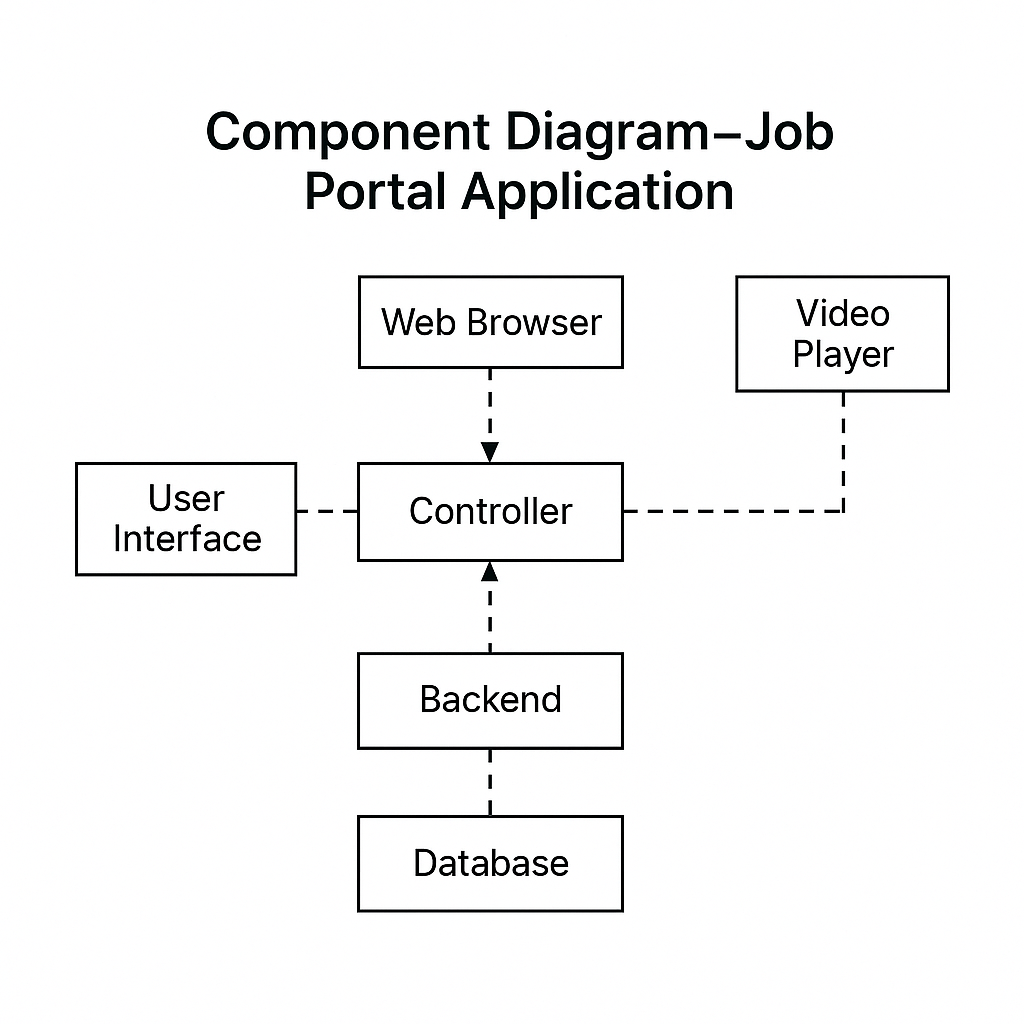 Component Diagram–Job
Portal Application
Web Browser
Video
Player
User
Interface
Controller
Backend
Database